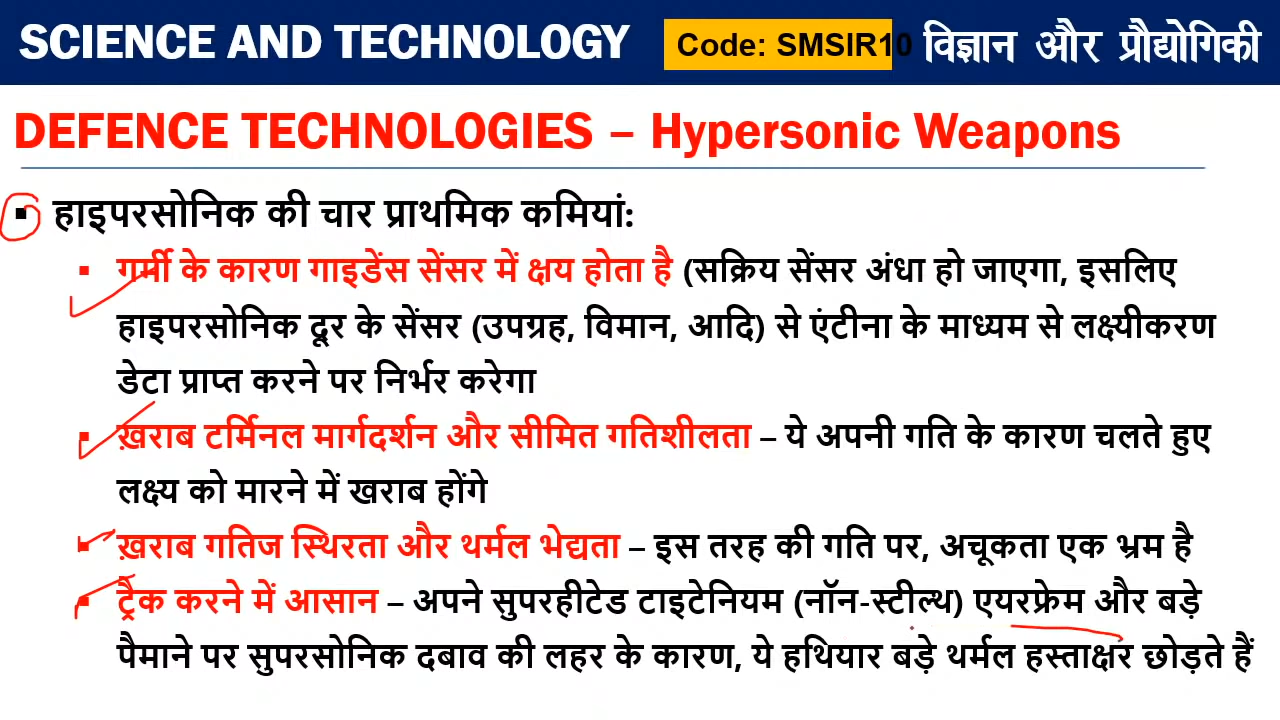 SCIENCE AND TECHNOLOGY Code: SMSIR10 विज्ञान और प्रौद्योगिकी
DEFENCE TECHNOLOGIES – Hypersonic Weapons
▪ हाइपरसोनिक की चार प्राथमिक कमियां:
▪ गर्मी के कारण गाइडेंस सेंसर में क्षय होता है (सक्रिय सेंसर अंधा हो जाएगा, इसलिए
हाइपरसोनिक दूर के सेंसर (उपग्रह, विमान, आदि) से एंटीना के माध्यम से लक्ष्यीकरण
डेटा प्राप्त करने पर निर्भर करेगा
▪ ख़राब टर्मिनल मार्गदर्शन और सीमित गतिशीलता – ये अपनी गति के कारण चलते हुए
लक्ष्य को मारने में खराब होंगे
▪ ख़राब गतिज स्थिरता और थर्मल भेद्यता – इस तरह की गति पर, अचूकता एक भ्रम है
▪ ट्रैक करने में आसान – अपने सुपरहीटेड टाइटेनियम (नॉन-स्टील्थ) एयरफ्रेम और बड़े
पैमाने पर सुपरसोनिक दबाव की लहर के कारण, ये हथियार बड़े थर्मल हस्ताक्षर छोड़ते हैं